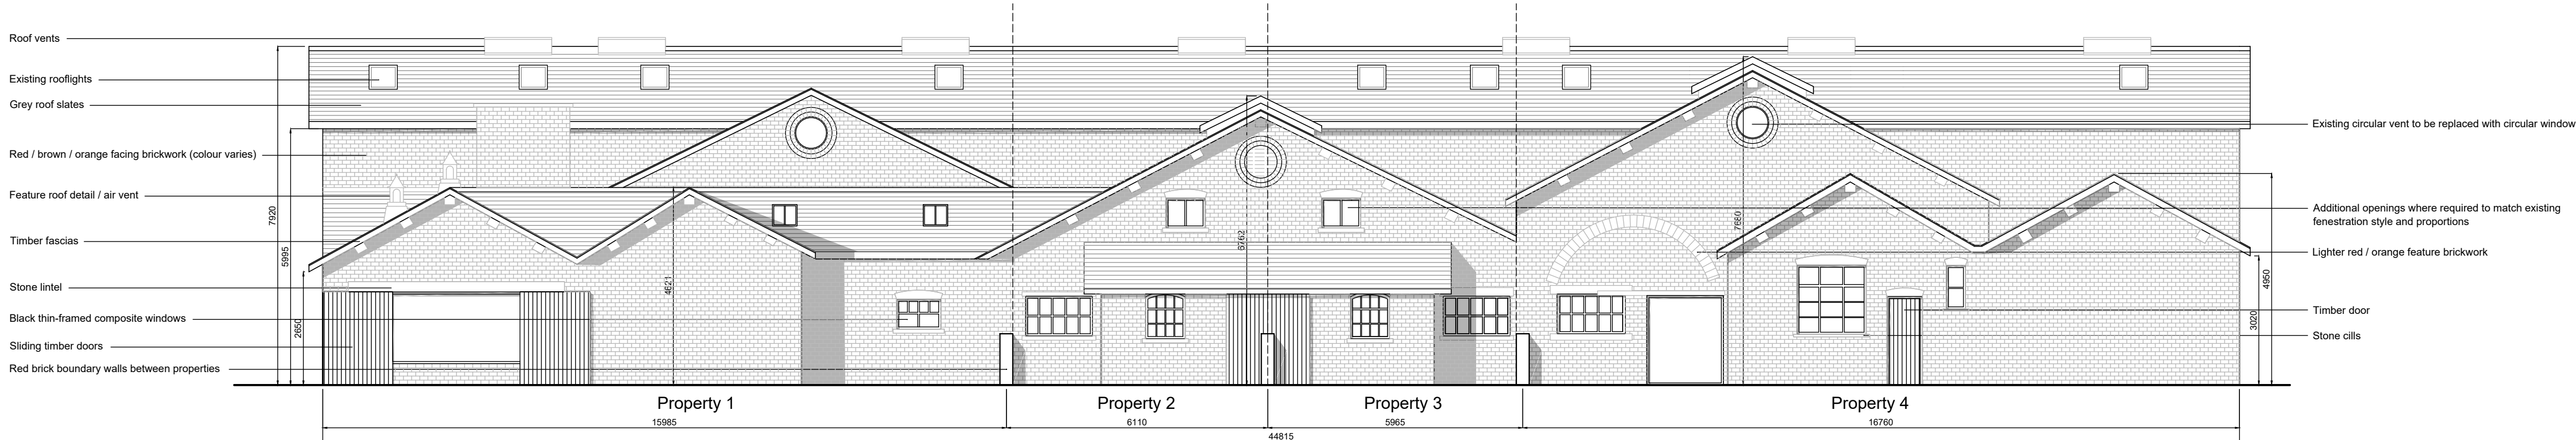 Roof vents
Existing rooflights
Grey roof slates
Red / brown / orange facing brickwork (colour varies)
Feature roof detail / air vent
Timber fascias
Stone lintel
Black thin-framed composite windows
Sliding timber doors
Red brick boundary walls between properties
7920
5995
2650
4621
6762
7660
Existing circular vent to be replaced with circular window
Additional openings where required to match existing
fenestration style and proportions
Lighter red / orange feature brickwork
Timber door
Stone cills
4950
3020
Property 1
Property 2
Property 3
Property 4
15985
6110
5965
16760
44815